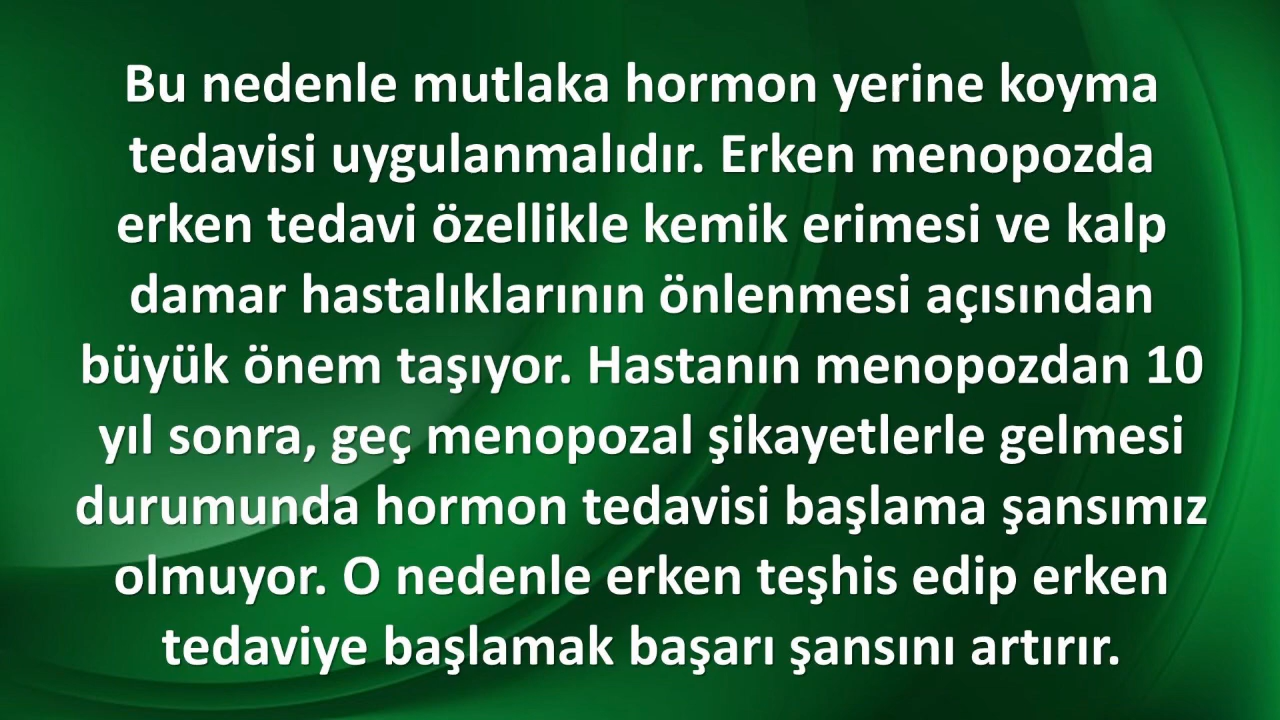 Bu nedenle mutlaka hormon yerine koyma
tedavisi uygulanmalıdır. Erken menopozda
erken tedavi özellikle kemik erimesi ve kalp
damar hastalıklarının önlenmesi açısından
büyük önem taşıyor. Hastanın menopozdan 10
yıl sonra, geç menopozal şikayetlerle gelmesi
durumunda hormon tedavisi başlama şansımız
olmuyor. O nedenle erken teşhis edip erken
tedaviye başlamak başarı şansını artırır.